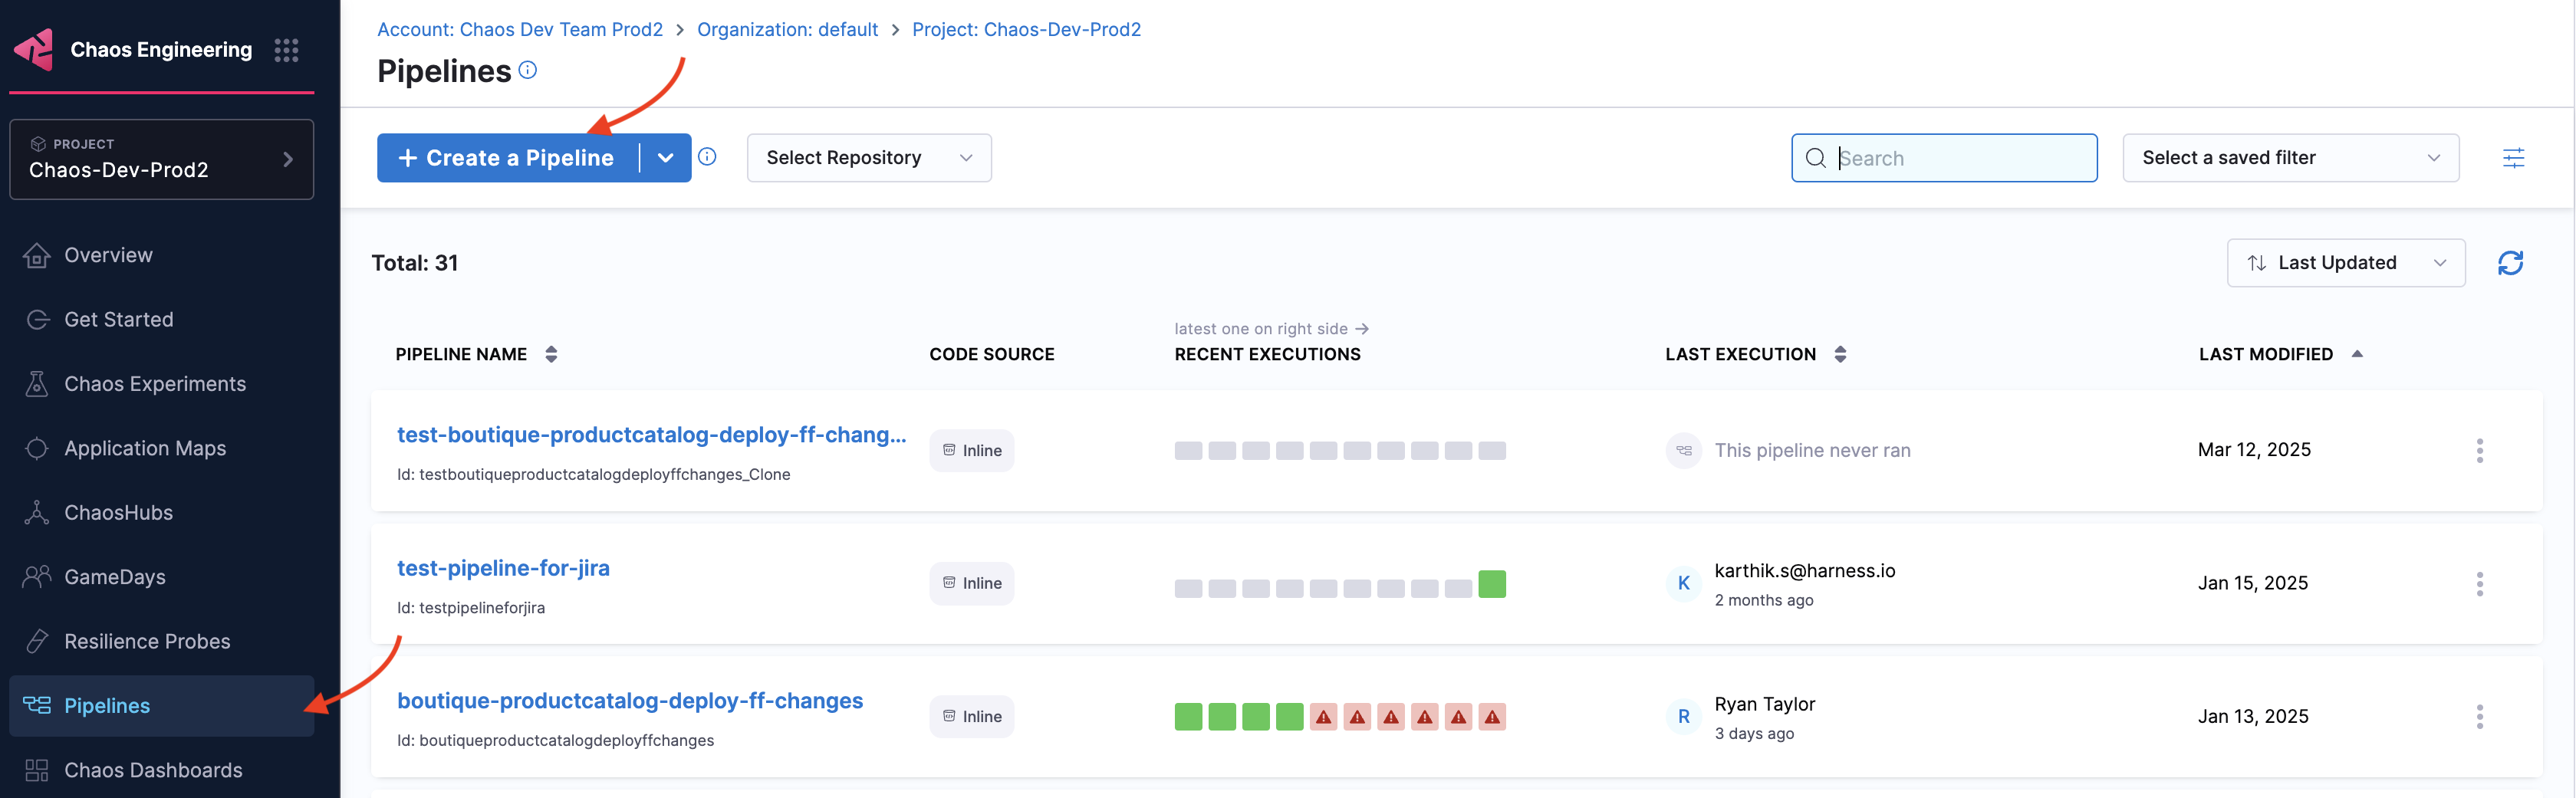 Chaos Engineering
PROJECT
Chaos-Dev-Prod2
Overview
Get Started
Chaos Experiments
Application Maps
ChaosHubs
GameDays
Resilience Probes
Pipelines
Chaos Dashboards
Account: Chaos Dev Team Prod2 > Organization: default > Project: Chaos-Dev-Prod2
Pipelines
+ Create a Pipeline
Select Repository
Search
Select a saved filter
Total: 31
Last Updated
latest one on right side →
PIPELINE NAME CODE SOURCE RECENT EXECUTIONS LAST EXECUTION LAST MODIFIED
test-boutique-productcatalog-deploy-ff-chang...
Id: testboutiqueproductcatalogdeployffchanges_Clone
Inline
This pipeline never ran
Mar 12, 2025
test-pipeline-for-jira
Id: testpipelineforjira
Inline
K
karthik.s@harness.io
2 months ago
Jan 15, 2025
boutique-productcatalog-deploy-ff-changes
Id: boutiqueproductcatalogdeployffchanges
Inline
R
Ryan Taylor
3 days ago
Jan 13, 2025